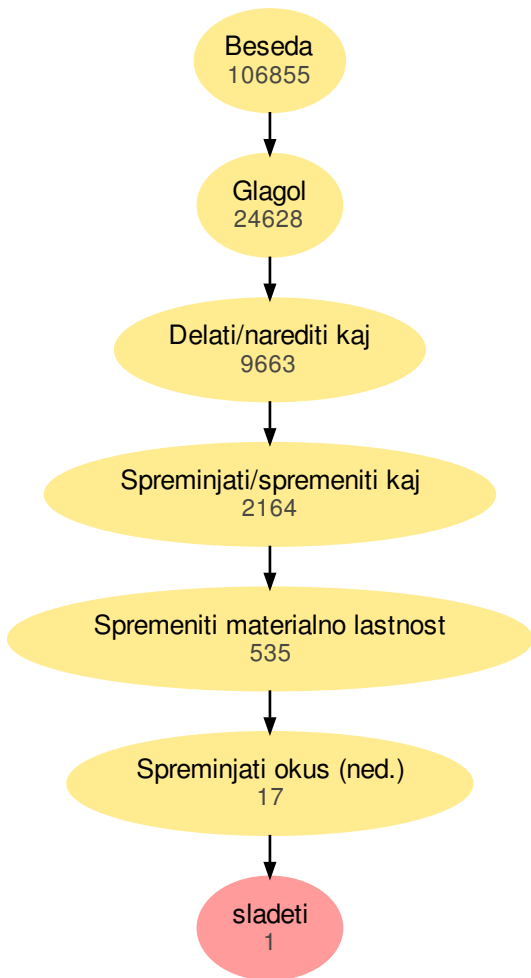 Beseda
106855
Glagol
24628
Delati/narediti kaj
9663
Spreminjati/spremeniti kaj
2164
Spremeniti materialno lastnost
535
Spreminjati okus (ned.)
17
sladeti
1